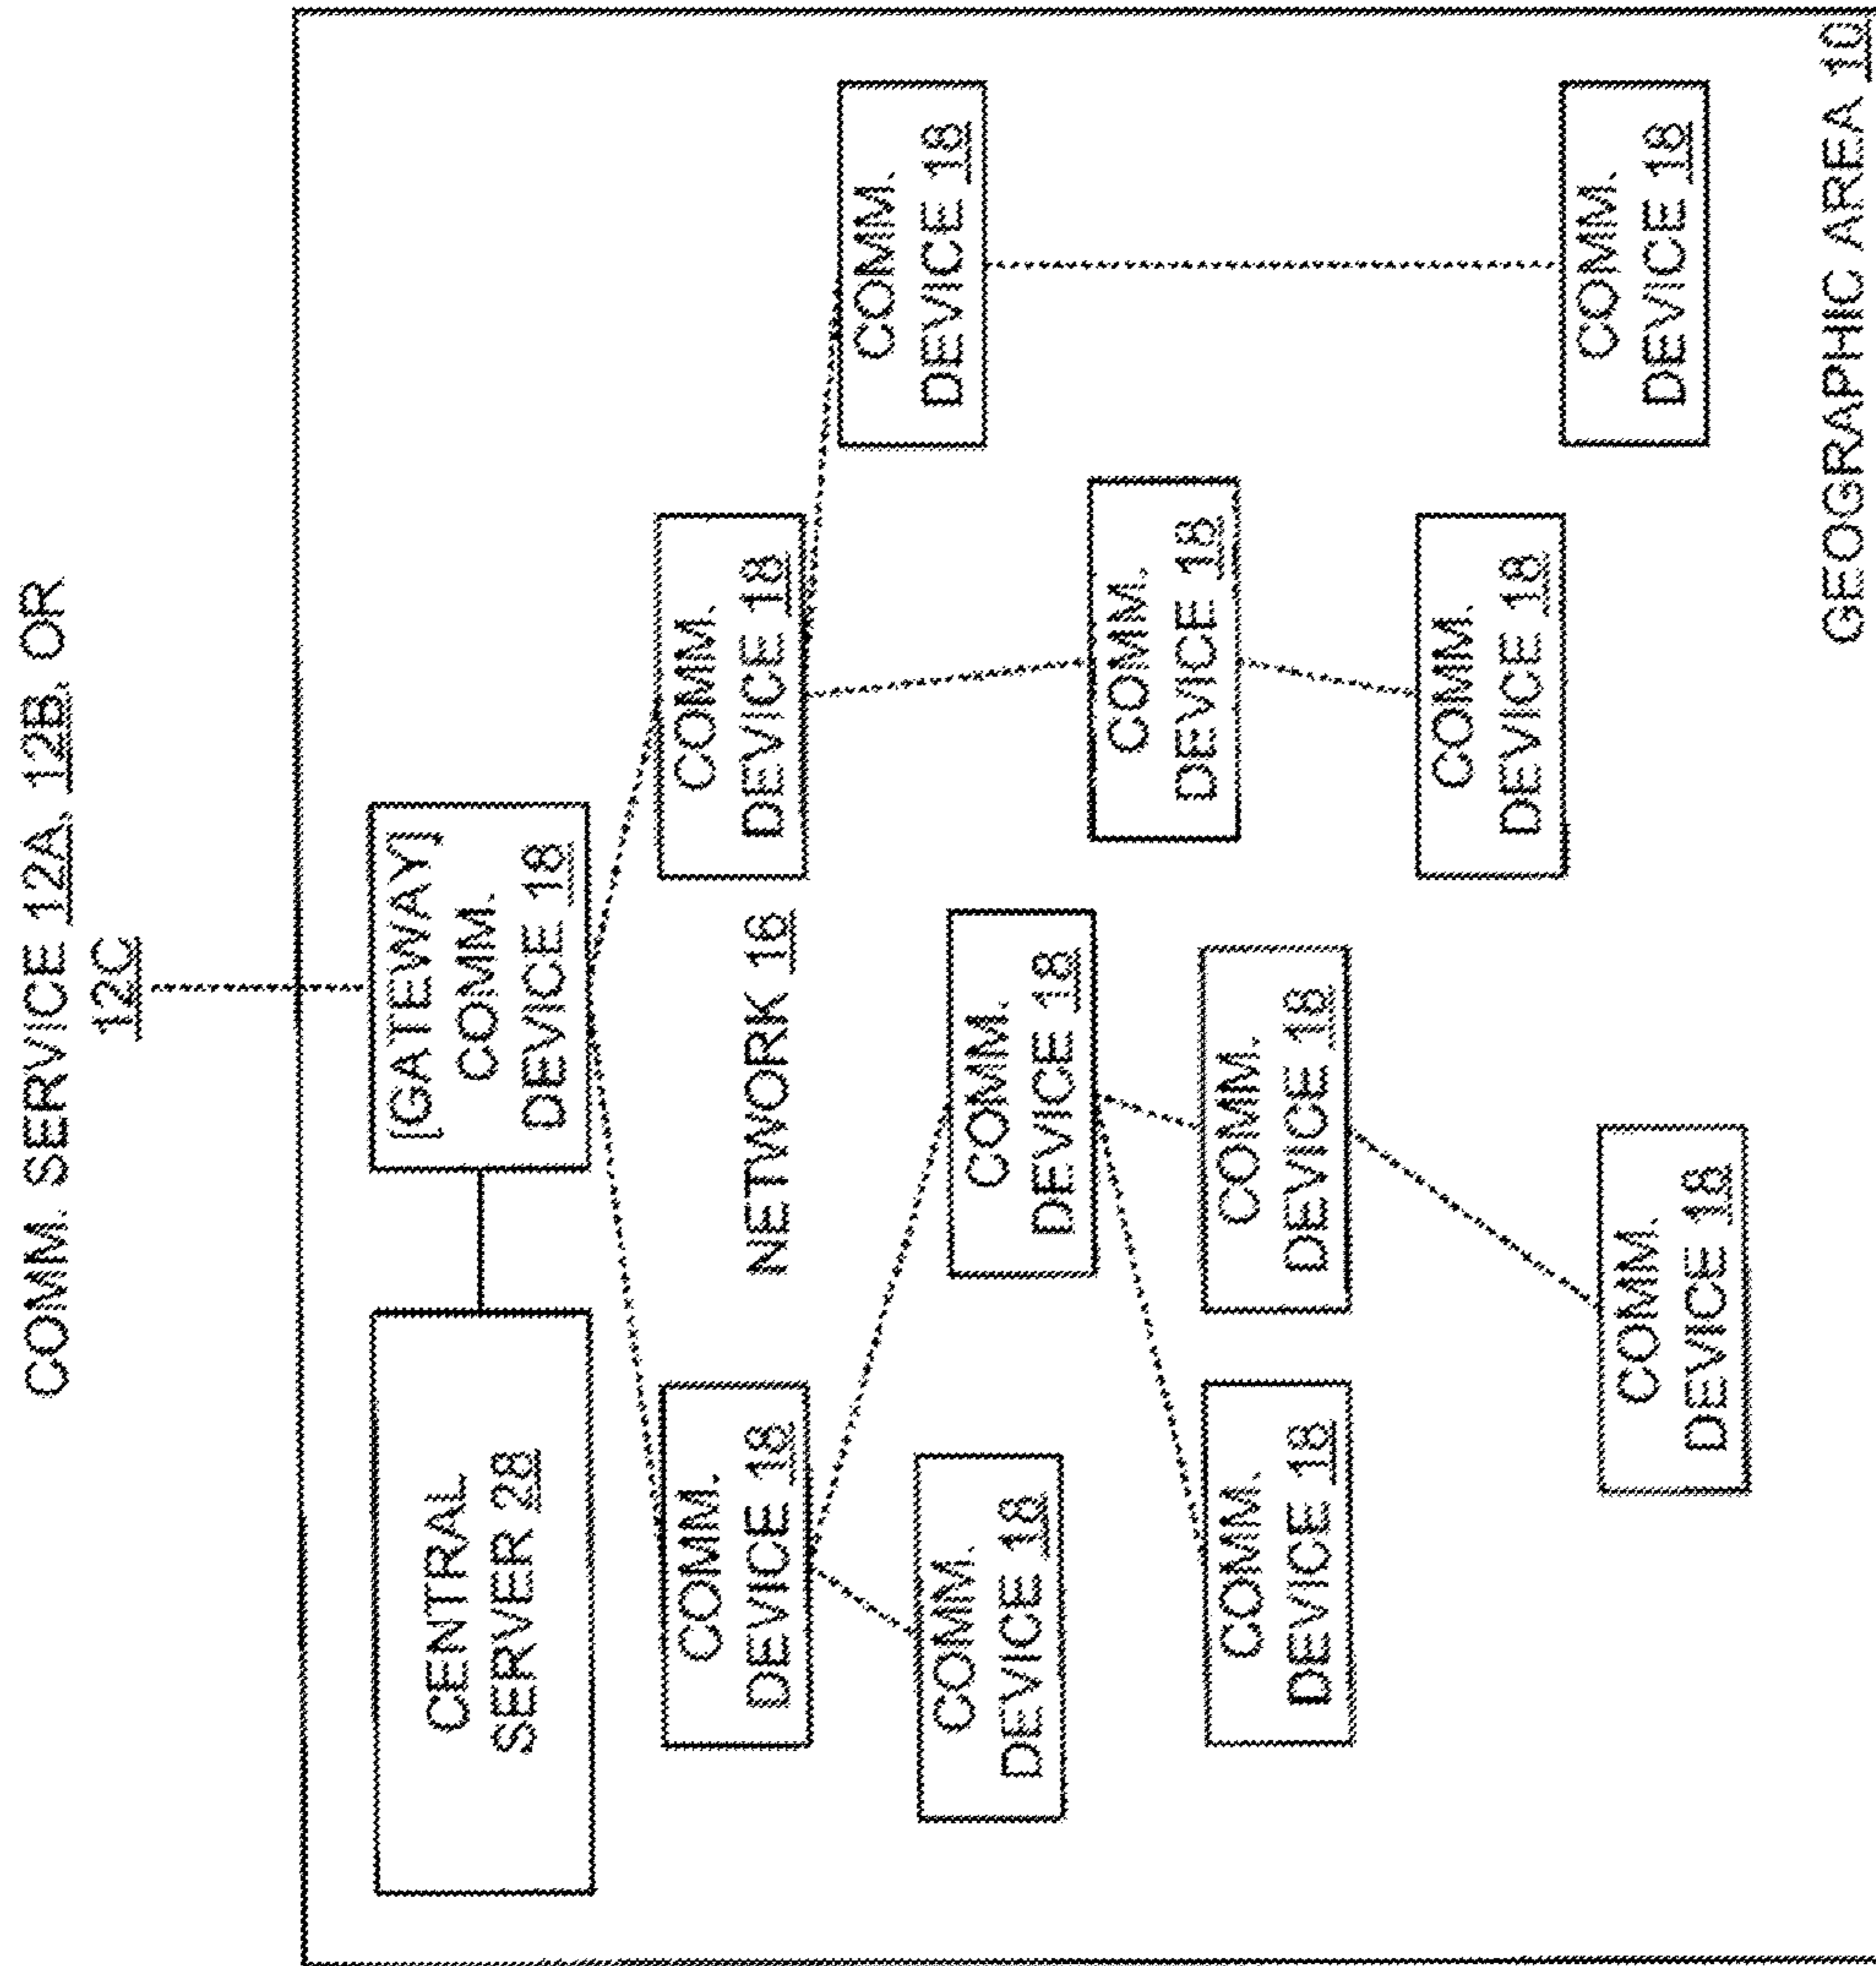 COMM. SERVICE 12A, 12B, OR
12C
CENTRAL
SERVER 28
[GATEWAY]
COMM.
DEVICE 18
COMM.
DEVICE 18
NETWORK 16
COMM.
DEVICE 18
COMM.
DEVICE 18
COMM.
DEVICE 18
COMM.
DEVICE 18
COMM.
DEVICE 18
COMM.
DEVICE 18
COMM.
DEVICE 18
COMM.
DEVICE 18
COMM.
DEVICE 18
COMM.
DEVICE 18
GEOGRAPHIC AREA 10